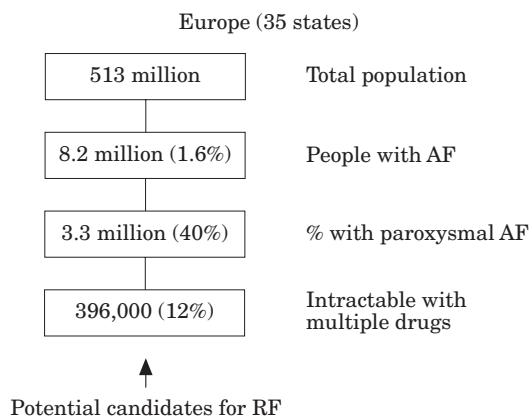 Europe (35 states)
513 million Total population
8.2 million (1.6%) People with AF
3.3 million (40%) % with paroxysmal AF
396,000 (12%) Intractable with
multiple drugs
Potential candidates for RF